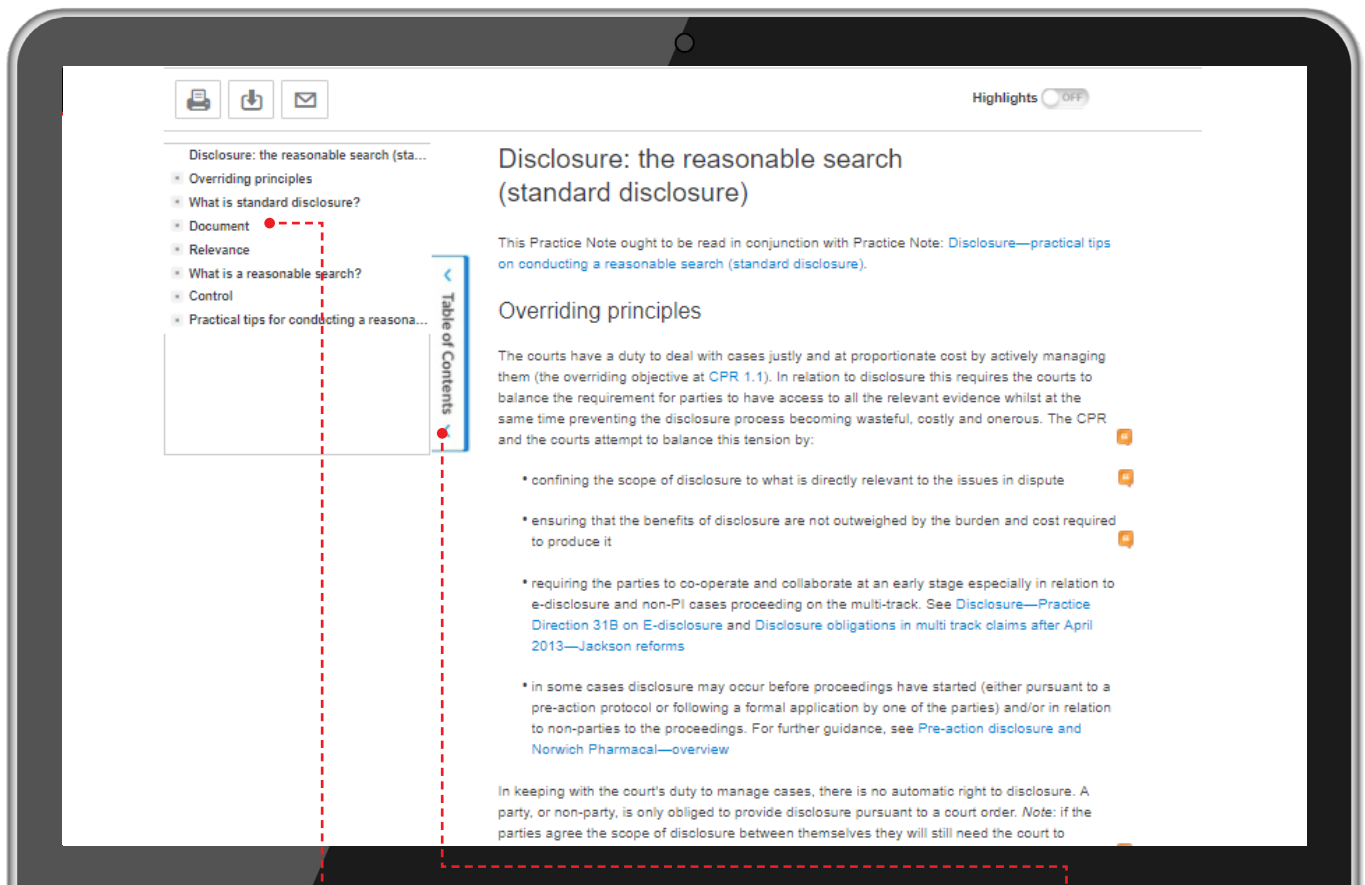 Highlights OFF
Disclosure: the reasonable search (sta...
Overriding principles
What is standard disclosure?
Document
Relevance
What is a reasonable search?
Control
Practical tips for conducting a reasona...
Table of Contents
Disclosure: the reasonable search
(standard disclosure)
This Practice Note ought to be read in conjunction with Practice Note: Disclosure—practical tips
on conducting a reasonable search (standard disclosure).
Overriding principles
The courts have a duty to deal with cases justly and at proportionate cost by actively managing
them (the overriding objective at CPR 1.1). In relation to disclosure this requires the courts to
balance the requirement for parties to have access to all the relevant evidence whilst at the
same time preventing the disclosure process becoming wasteful, costly and onerous. The CPR
and the courts attempt to balance this tension by:
• confining the scope of disclosure to what is directly relevant to the issues in dispute
• ensuring that the benefits of disclosure are not outweighed by the burden and cost required
to produce it
• requiring the parties to co-operate and collaborate at an early stage especially in relation to
e-disclosure and non-PI cases proceeding on the multi-track. See Disclosure—Practice
Direction 31B on E-disclosure and Disclosure obligations in multi track claims after April
2013—Jackson reforms
• in some cases disclosure may occur before proceedings have started (either pursuant to a
pre-action protocol or following a formal application by one of the parties) and/or in relation
to non-parties to the proceedings. For further guidance, see Pre-action disclosure and
Norwich Pharmacal—overview
In keeping with the court's duty to manage cases, there is no automatic right to disclosure. A
party, or non-party, is only obliged to provide disclosure pursuant to a court order. Note: if the
parties agree the scope of disclosure between themselves they will still need the court to